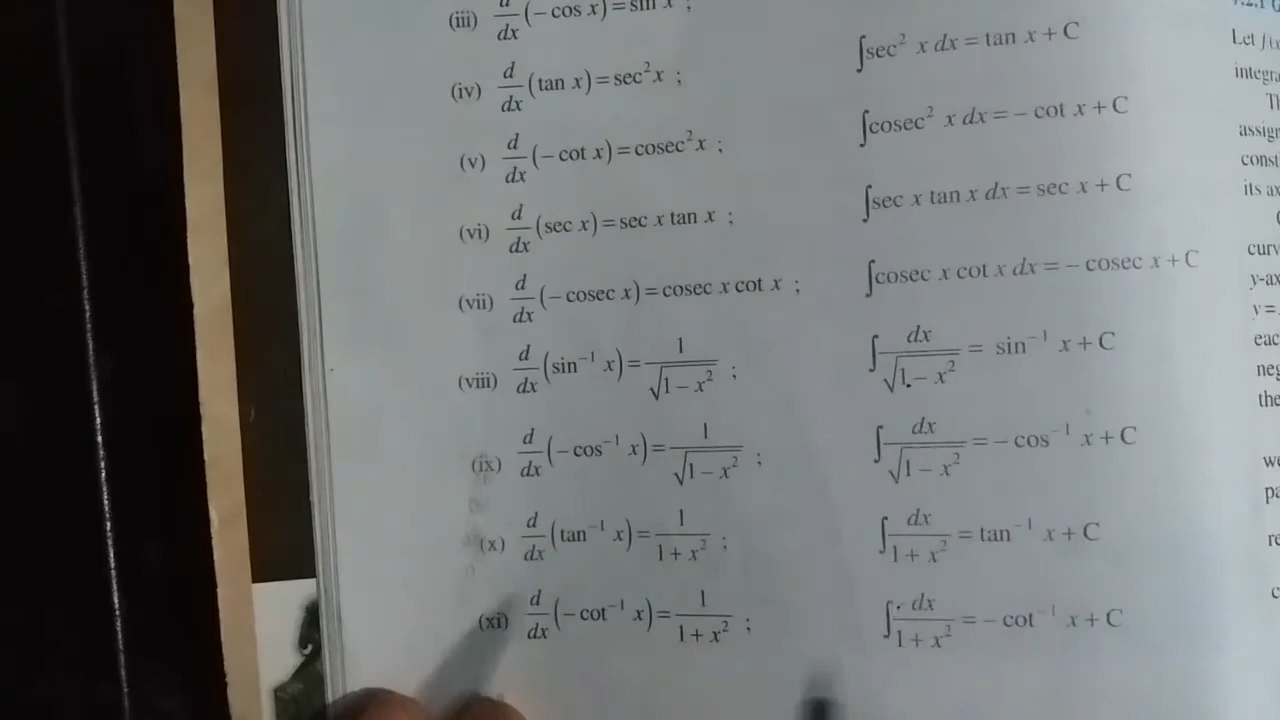 (iii) d/dx (− cos x) = sin x ;
∫sec² x dx = tan x + C
(iv) d/dx (tan x) = sec²x ;
∫cosec² x dx = − cot x + C
(v) d/dx (− cot x) = cosec²x ;
∫sec x tan x dx = sec x + C
(vi) d/dx (sec x) = sec x tan x ;
∫cosec x cot x dx = − cosec x + C
(vii) d/dx (− cosec x) = cosec x cot x ;
(viii) d/dx (sin⁻¹ x) = 1/√(1 − x²) ;
∫dx/√(1 − x²) = sin⁻¹ x + C
(ix) d/dx (− cos⁻¹ x) = 1/√(1 − x²) ;
∫dx/√(1 − x²) = − cos⁻¹ x + C
(x) d/dx (tan⁻¹ x) = 1/(1 + x²) ;
∫dx/(1 + x²) = tan⁻¹ x + C
(xi) d/dx (− cot⁻¹ x) = 1/(1 + x²) ;
∫dx/(1 + x²) = − cot⁻¹ x + C
Let
integra
assign
const
its ax
curv
y-ax
y =
eac
neg
the
we
pa
re